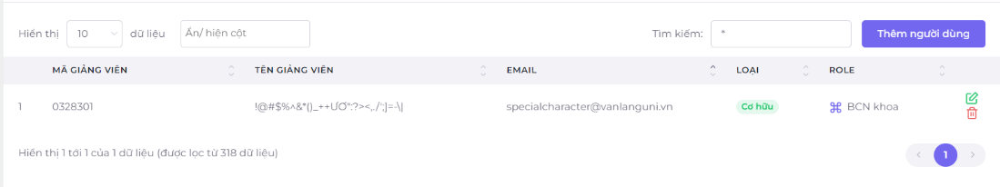 Hiển thị 10 dữ liệu Ẩn/ hiện cột Tìm kiếm: * Thêm người dùng
MÃ GIẢNG VIÊN TÊN GIẢNG VIÊN EMAIL LOẠI ROLE
1 0328301 !@#$%^&*()_++ƯƠ":?><,./';]=-\| specialcharacter@vanlanguni.vn Cơ hữu BCN khoa
Hiển thị 1 tới 1 của 1 dữ liệu (được lọc từ 318 dữ liệu) 1